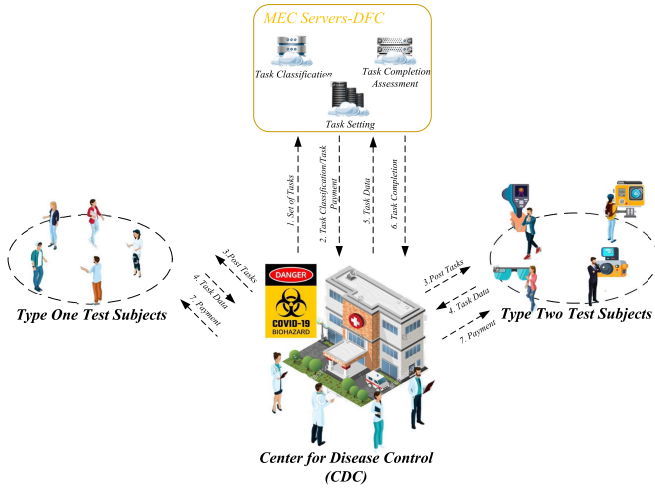 MEC Servers-DFC
Task Classification
Task Completion
Assessment
Task Setting
1. Set of Tasks
2. Task Classification/Task
Payment
5. Task Data
6. Task Completion
3.Post Tasks
4. Task Data
7. Payment
Type One Test Subjects
DANGER
COVID-19
BIOHAZARD
3.Post Tasks
4. Task Data
7. Payment
Type Two Test Subjects
Center for Disease Control
(CDC)